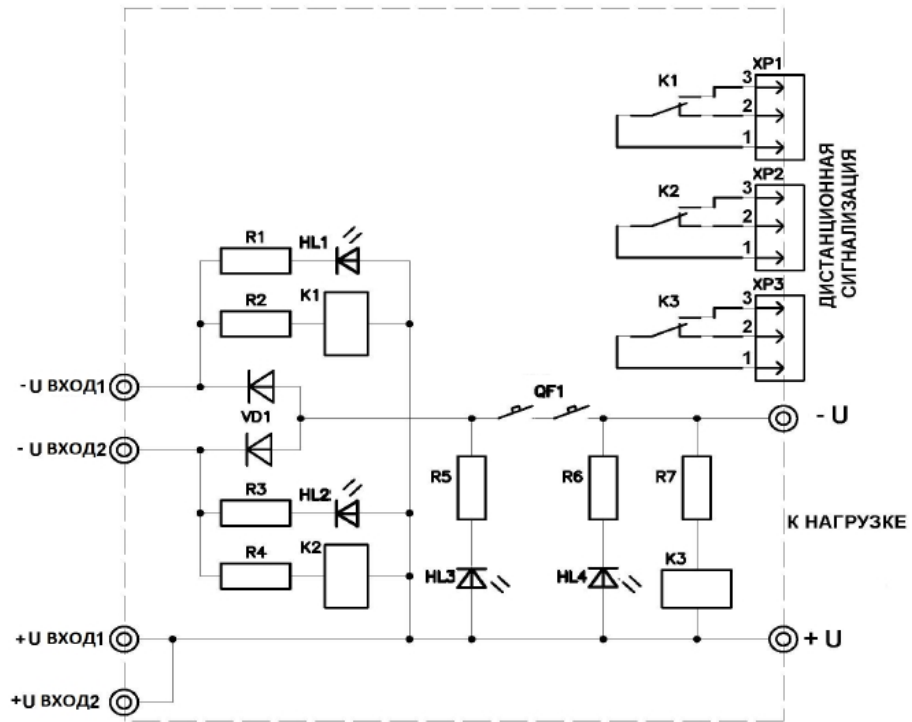 XP1
K1
3
2
1
XP2
K2
3
2
1
XP3
K3
3
2
1
ДИСТАНЦИОННАЯ
СИГНАЛИЗАЦИЯ
R1
HL1
R2
K1
- U ВХОД1
VD1
- U ВХОД2
QF1
- U
R3
HL2
R4
K2
R5
R6
R7
HL3
HL4
K3
К НАГРУЗКЕ
+U ВХОД1
+ U
+U ВХОД2